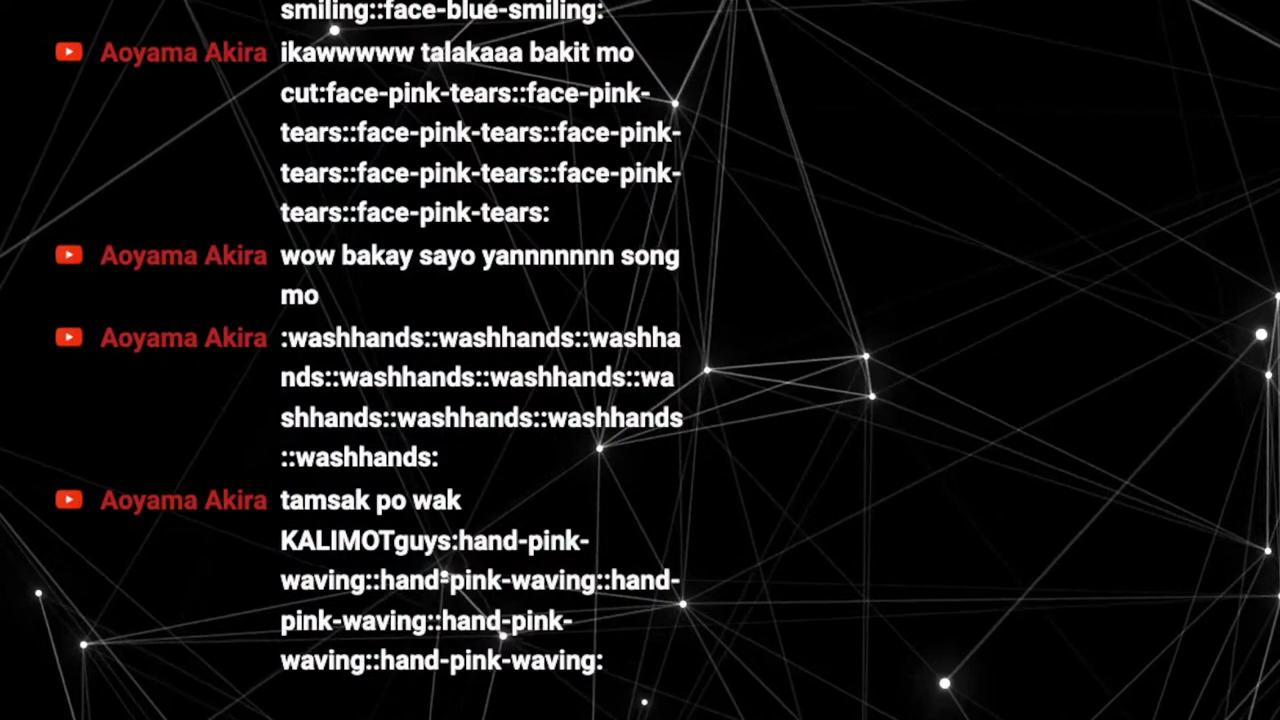 smiling::face-blue-smiling:
Aoyama Akira ikawwwww talakaaa bakit mo
cut:face-pink-tears::face-pink-
tears::face-pink-tears::face-pink-
tears::face-pink-tears::face-pink-
tears::face-pink-tears:
Aoyama Akira wow bakay sayo yannnnnnn song
mo
Aoyama Akira :washhands::washhands::washha
nds::washhands::washhands::wa
shhands::washhands::washhands
::washhands:
Aoyama Akira tamsak po wak
KALIMOTguys:hand-pink-
waving::hand-pink-waving::hand-
pink-waving::hand-pink-
waving::hand-pink-waving: